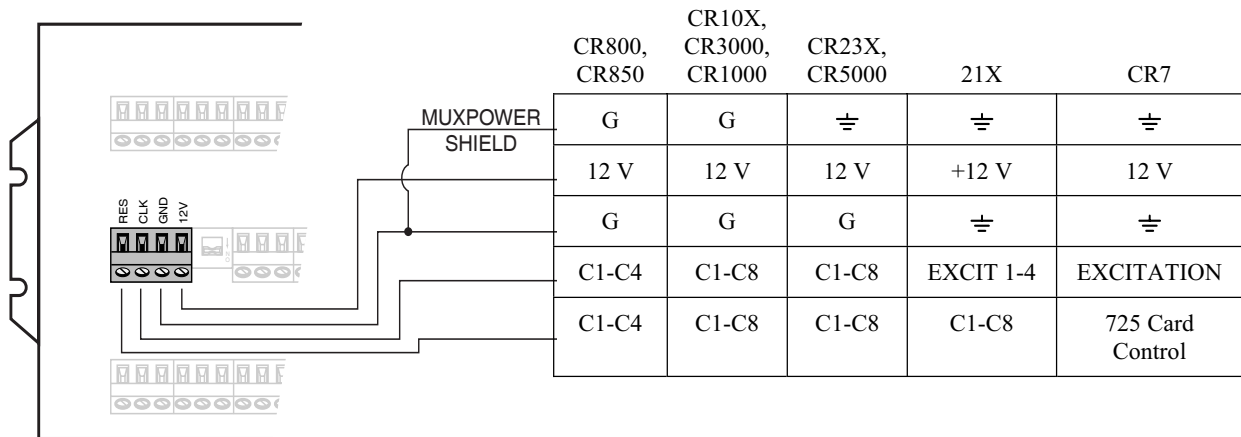 CR800,
CR850
CR10X,
CR3000,
CR1000
CR23X,
CR5000
21X
CR7
MUXPOWER
SHIELD
G G ⏚ ⏚ ⏚
12 V 12 V 12 V +12 V 12 V
G G G ⏚ ⏚
C1-C4 C1-C8 C1-C8 EXCIT 1-4 EXCITATION
C1-C4 C1-C8 C1-C8 C1-C8 725 Card
Control
RES
CLK
GND
12V